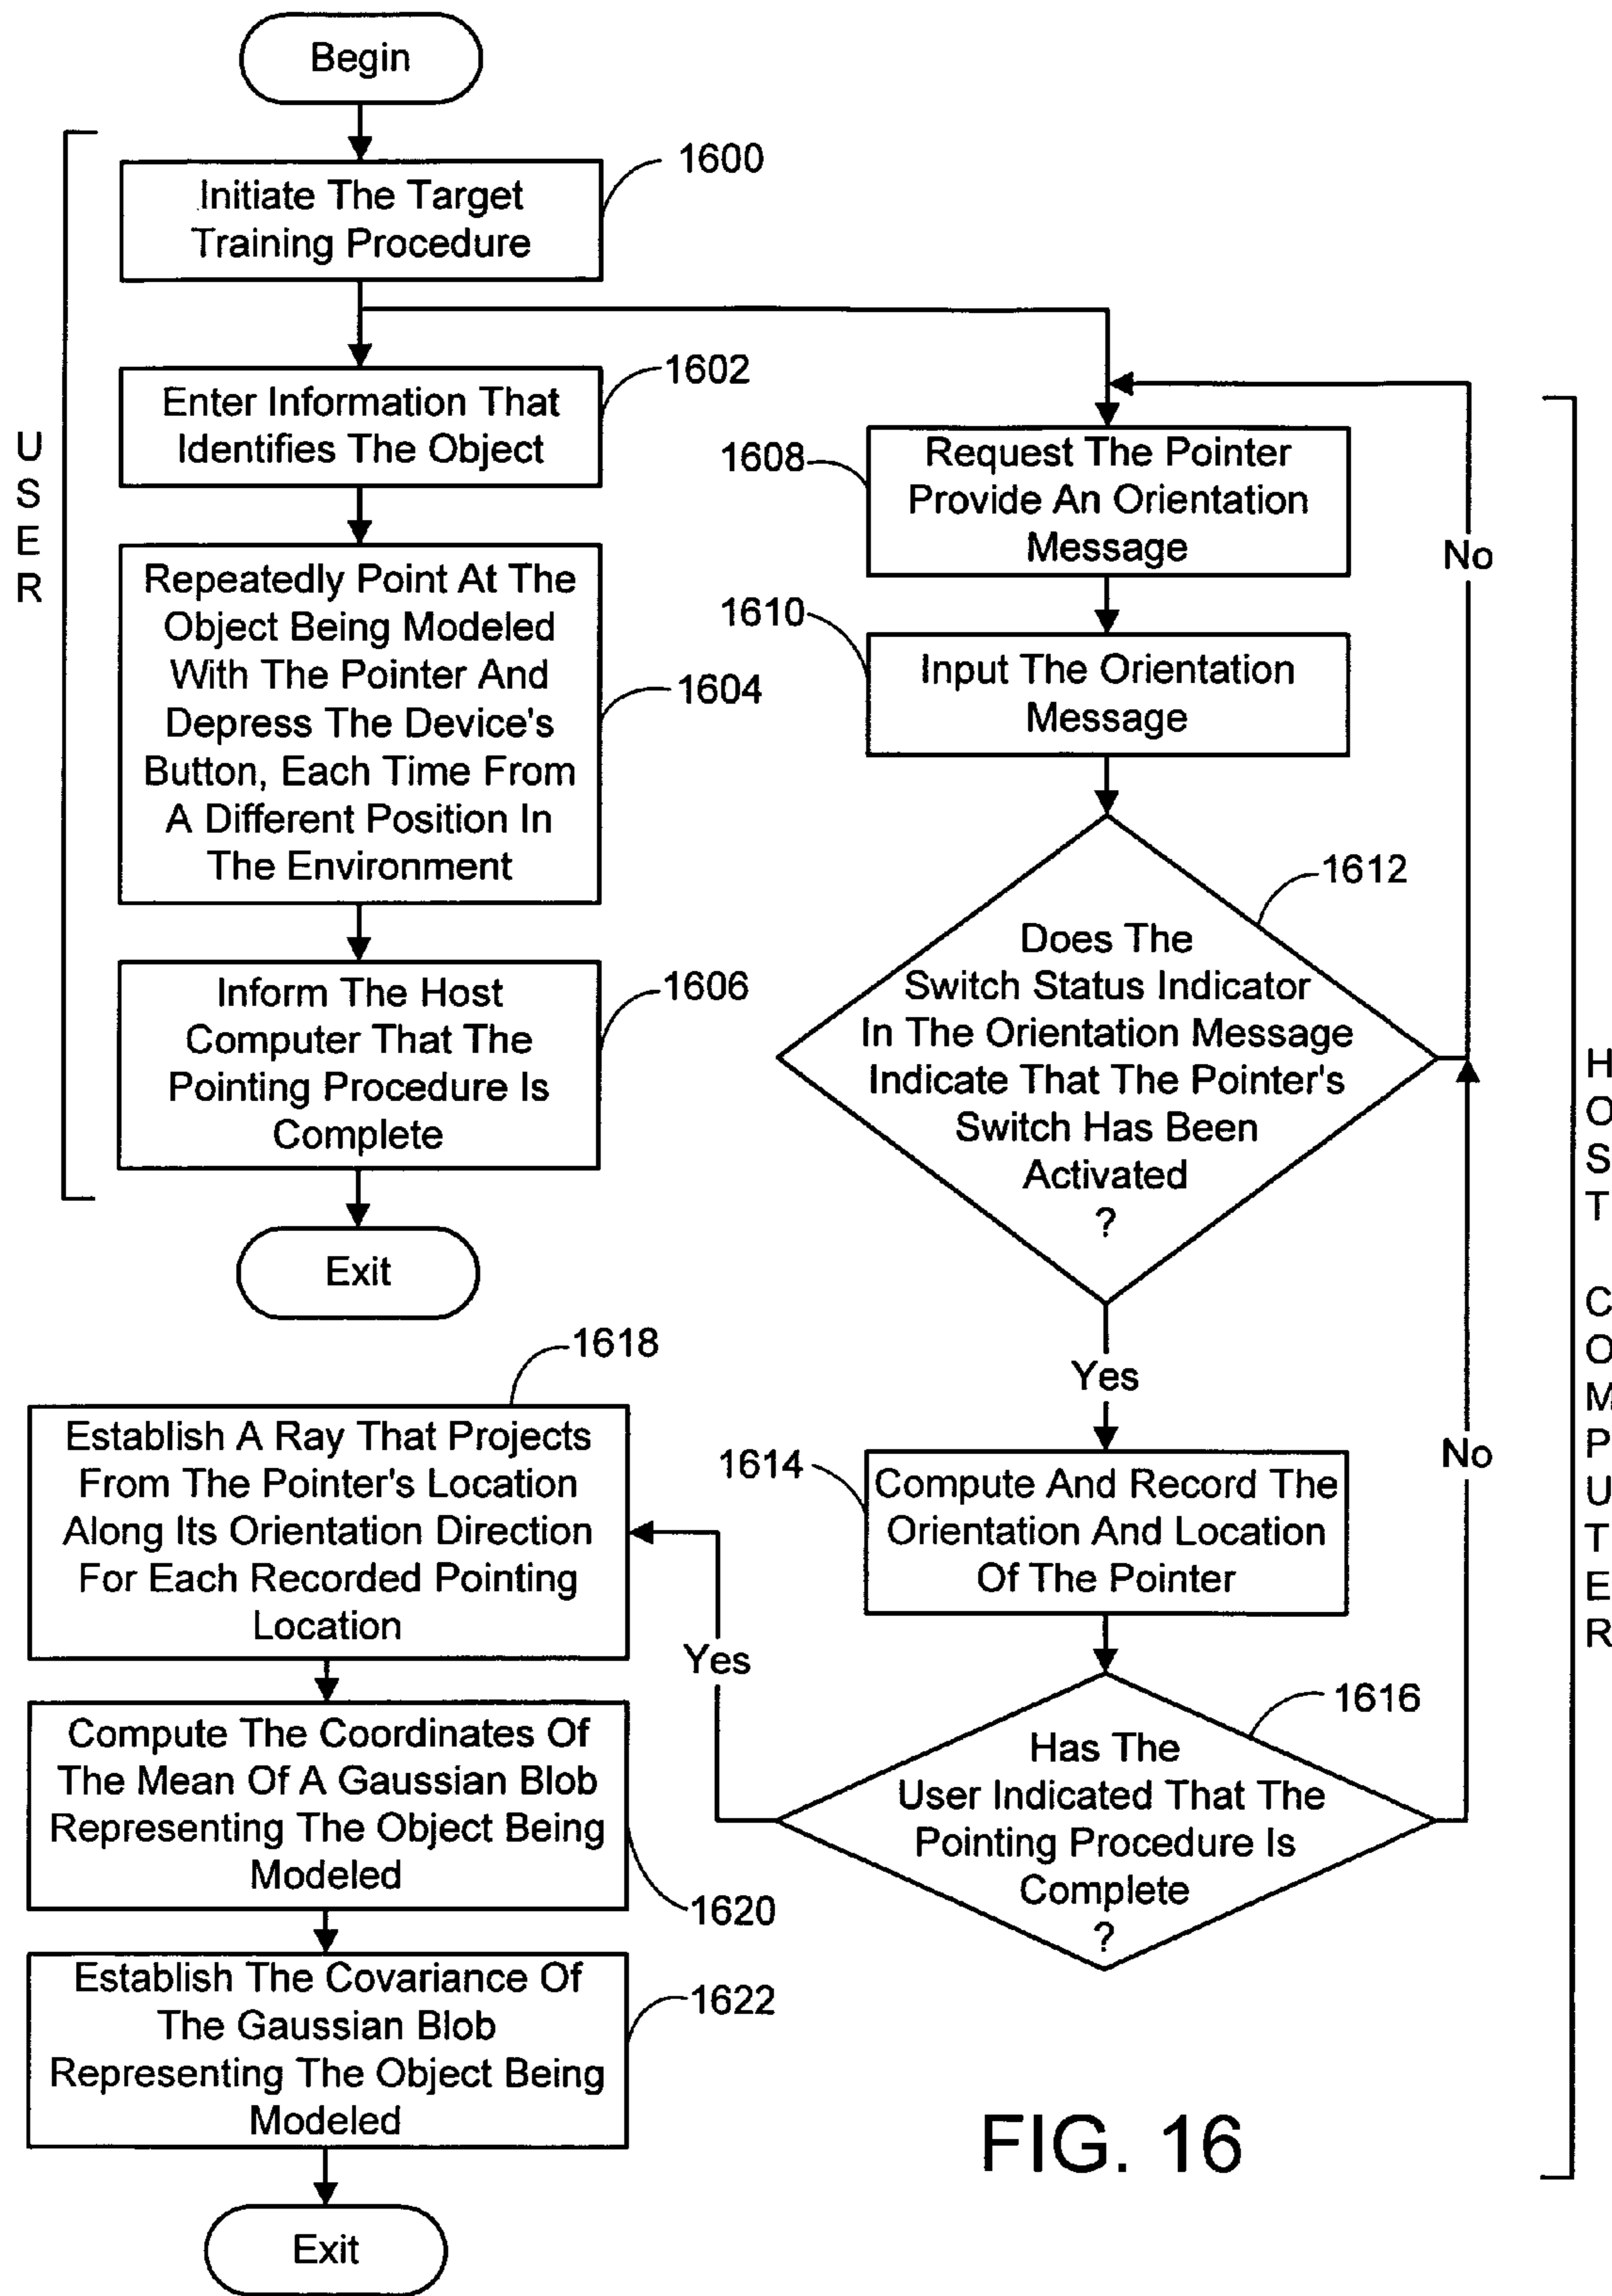 Begin
1600
Initiate The Target
Training Procedure
1602
Enter Information That
Identifies The Object
U
S
E
R
Repeatedly Point At The
Object Being Modeled
With The Pointer And
Depress The Device's
Button, Each Time From
A Different Position In
The Environment
1604
Inform The Host
Computer That The
Pointing Procedure Is
Complete
1606
Exit
1608
Request The Pointer
Provide An Orientation
Message
No
1610
Input The Orientation
Message
1612
Does The
Switch Status Indicator
In The Orientation Message
Indicate That The Pointer's
Switch Has Been
Activated
?
Yes
H
O
S
T
C
O
M
P
U
T
E
R
1614
Compute And Record The
Orientation And Location
Of The Pointer
No
1616
Has The
User Indicated That The
Pointing Procedure Is
Complete
?
Yes
1618
Establish A Ray That Projects
From The Pointer's Location
Along Its Orientation Direction
For Each Recorded Pointing
Location
Compute The Coordinates Of
The Mean Of A Gaussian Blob
Representing The Object Being
Modeled
1620
Establish The Covariance Of
The Gaussian Blob
Representing The Object Being
Modeled
1622
Exit
FIG. 16